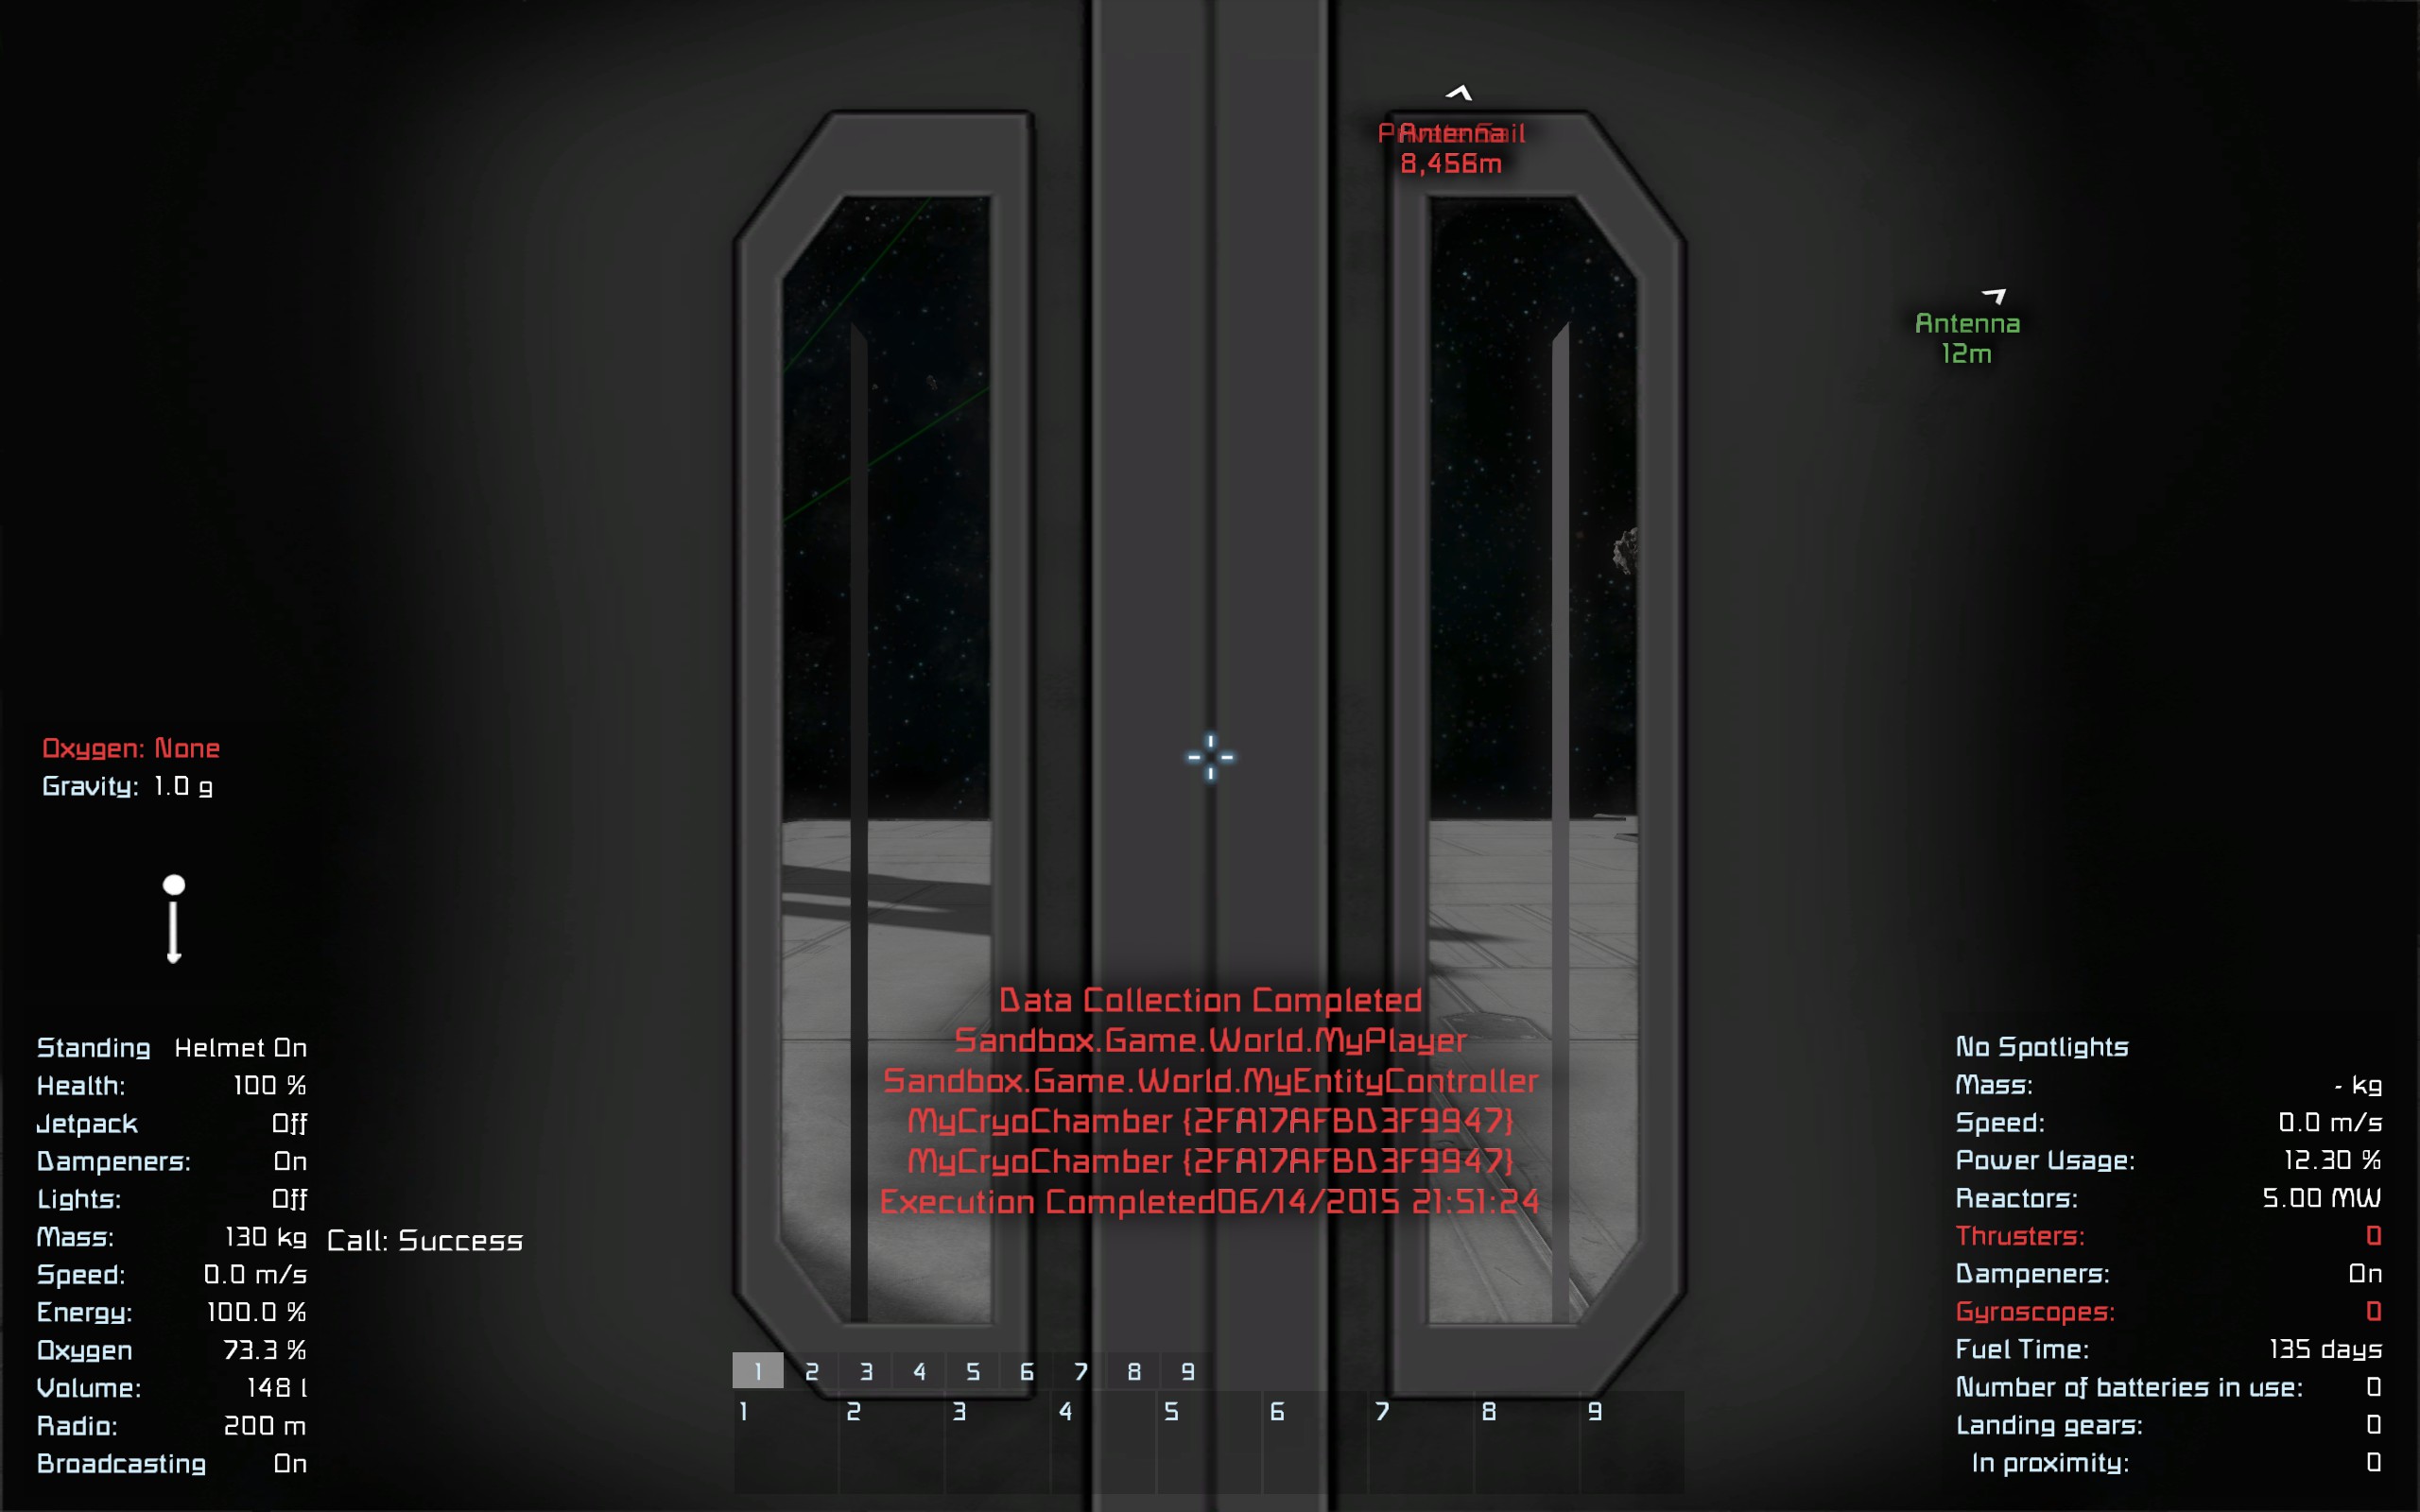 Antenna
8,456m
Antenna
12m
Oxygen: None
Gravity: 1.0 g
Data Collection Completed
Sandbox.Game.World.MyPlayer
Sandbox.Game.World.MyEntityController
MyCryoChamber {2FA17AFBD3F9947}
MyCryoChamber {2FA17AFBD3F9947}
Execution Completed06/14/2015 21:51:24
Standing Helmet On
Health: 100 %
Jetpack Off
Dampeners: On
Lights: Off
Mass: 130 kg
Call: Success
Speed: 0.0 m/s
Energy: 100.0 %
Oxygen 73.3 %
Volume: 148 l
Radio: 200 m
Broadcasting On
1 2 3 4 5 6 7 8 9
1 2 3 4 5 6 7 8 9
No Spotlights
Mass: - kg
Speed: 0.0 m/s
Power Usage: 12.30 %
Reactors: 5.00 MW
Thrusters: 0
Dampeners: On
Gyroscopes: 0
Fuel Time: 135 days
Number of batteries in use: 0
Landing gears: 0
In proximity: 0